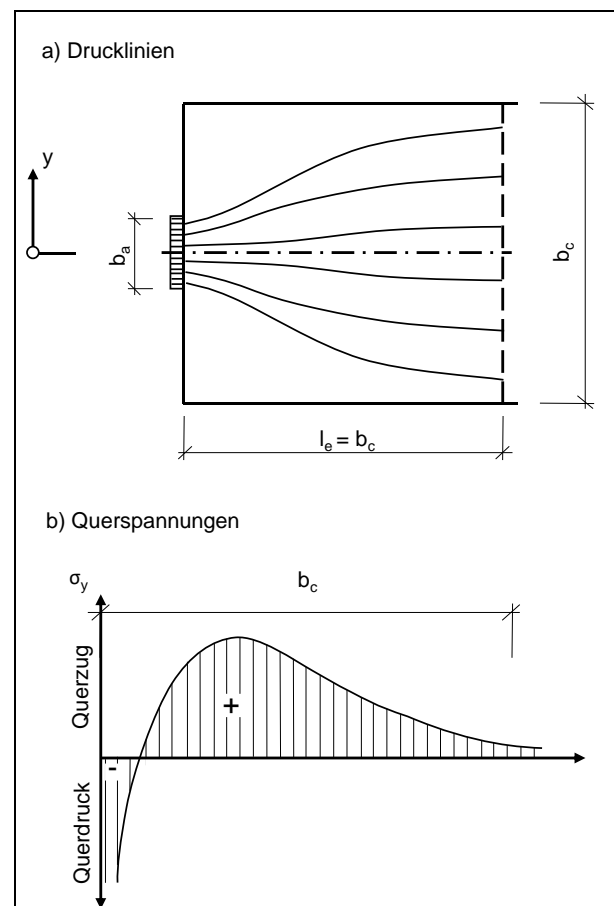 a) Drucklinien
y
b_a
b_c
l_e = b_c
b) Querspannungen
σ_y
b_c
Querzug
+
-
Querdruck